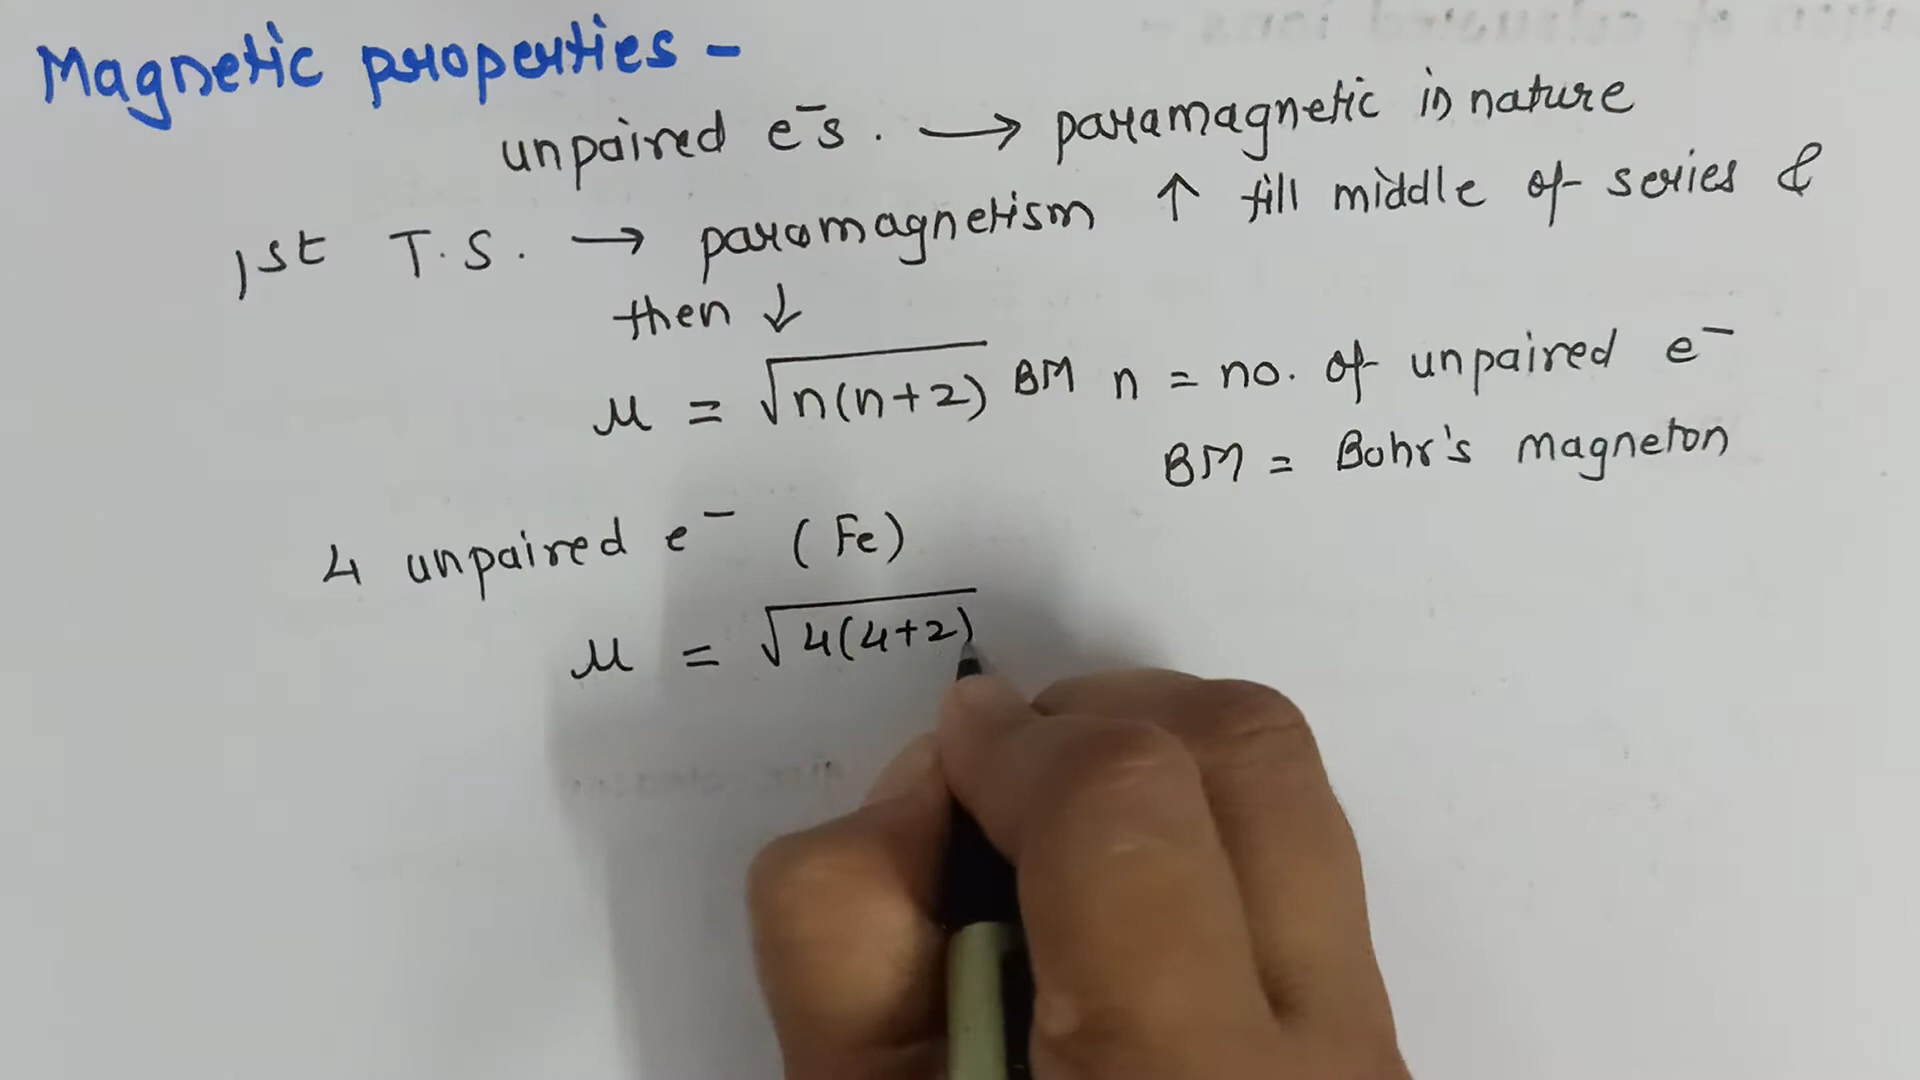 Magnetic properties -
unpaired e⁻s. → paramagnetic in nature
1st T.S. → paramagnetism ↑ till middle of series &
then ↓
μ = √n(n+2) BM n = no. of unpaired e⁻
BM = Bohr's magneton
4 unpaired e⁻ (Fe)
μ = √4(4+2)